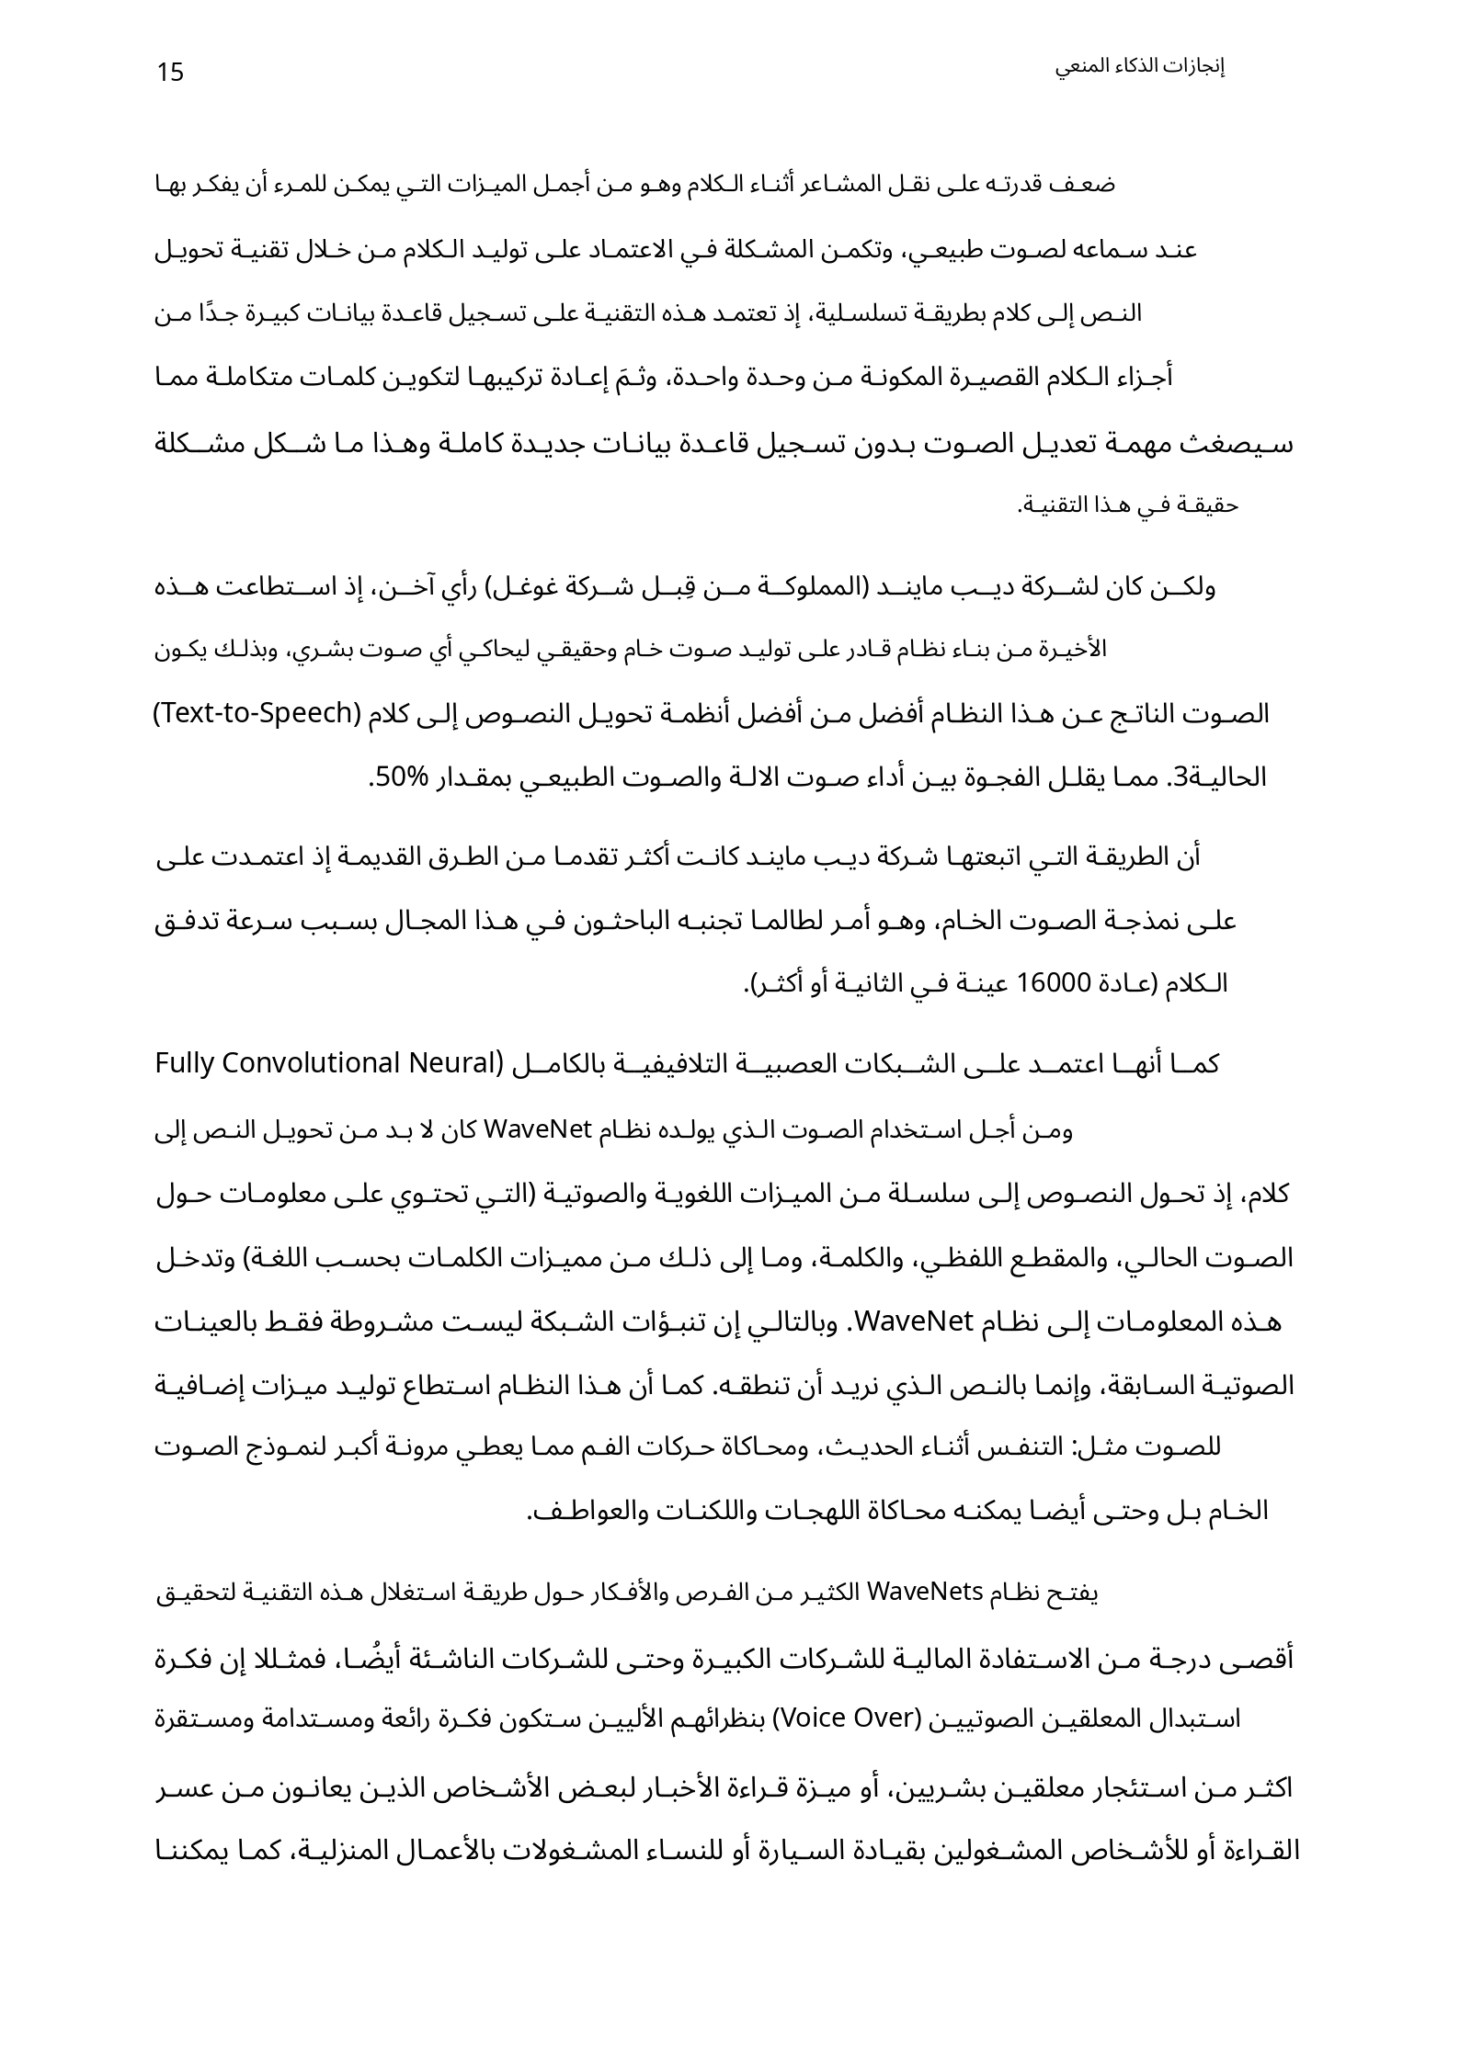 إنجازات الذكاء المنعي
15
ضعف قدرته على نقل المشاعر أثناء الكلام وهو من أجمل الميزات التي يمكن للمرء أن يفكر بها
عند سماعه لصوت طبيعي، وتكمن المشكلة في الاعتماد على توليد الكلام من خلال تقنية تحويل
النص إلى كلام بطريقة تسلسلية، إذ تعتمد هذه التقنية على تسجيل قاعدة بيانات كبيرة جدًا من
أجزاء الكلام القصيرة المكونة من وحدة واحدة، وثمَ إعادة تركيبها لتكوين كلمات متكاملة مما
سيصغث مهمة تعديل الصوت بدون تسجيل قاعدة بيانات جديدة كاملة وهذا ما شكل مشكلة
حقيقة في هذا التقنية.
ولكن كان لشركة ديب مايند (المملوكة من قِبل شركة غوغل) رأي آخن، إذ استطاعت هذه
الأخيرة من بناء نظام قادر على توليد صوت خام وحقيقي ليحاكي أي صوت بشري، وبذلك يكون
الصوت الناتج عن هذا النظام أفضل من أفضل أنظمة تحويل النصوص إلى كلام (Text-to-Speech)
الحالية3. مما يقلل الفجوة بين أداء صوت الالة والصوت الطبيعي بمقدار 50%.
أن الطريقة التي اتبعتها شركة ديب مايند كانت أكثر تقدما من الطرق القديمة إذ اعتمدت على
على نمذجة الصوت الخام، وهو أمر لطالما تجنبه الباحثون في هذا المجال بسبب سرعة تدفق
الكلام (عادة 16000 عينة في الثانية أو أكثر).
كما أنها اعتمد على الشبكات العصبية التلافيفية بالكامل (Fully Convolutional Neural
ومن أجل استخدام الصوت الذي يولده نظام WaveNet كان لا بد من تحويل النص إلى
كلام، إذ تحول النصوص إلى سلسلة من الميزات اللغوية والصوتية (التي تحتوي على معلومات حول
الصوت الحالي، والمقطع اللفظي، والكلمة، وما إلى ذلك من مميزات الكلمات بحسب اللغة) وتدخل
هذه المعلومات إلى نظام WaveNet. وبالتالي إن تنبؤات الشبكة ليست مشروطة فقط بالعينات
الصوتية السابقة، وإنما بالنص الذي نريد أن تنطقه. كما أن هذا النظام استطاع توليد ميزات إضافية
للصوت مثل: التنفس أثناء الحديث، ومحاكاة حركات الفم مما يعطي مرونة أكبر لنموذج الصوت
الخام بل وحتى أيضا يمكنه محاكاة اللهجات واللكنات والعواطف.
يفتح نظام WaveNets الكثير من الفرص والأفكار حول طريقة استغلال هذه التقنية لتحقيق
أقصى درجة من الاستفادة المالية للشركات الكبيرة وحتى للشركات الناشئة أيضُا، فمثللا إن فكرة
استبدال المعلقين الصوتيين (Voice Over) بنظرائهم الأليين ستكون فكرة رائعة ومستدامة ومستقرة
اكثر من استئجار معلقين بشريين، أو ميزة قراءة الأخبار لبعض الأشخاص الذين يعانون من عسر
القراءة أو للأشخاص المشغولين بقيادة السيارة أو للنساء المشغولات بالأعمال المنزلية، كما يمكننا